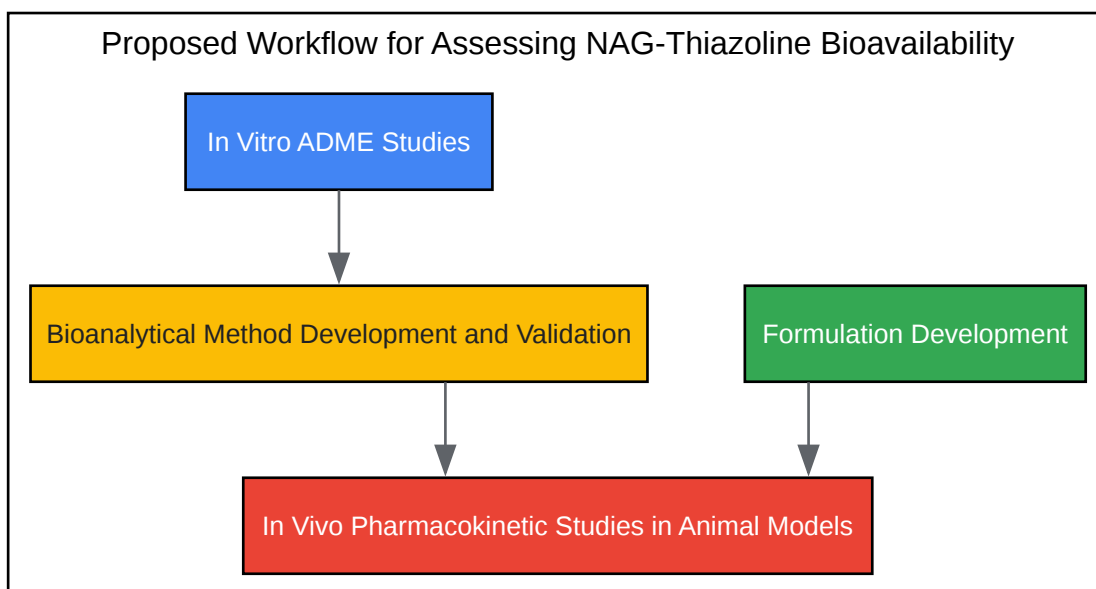 Proposed Workflow for Assessing NAG-Thiazoline Bioavailability
In Vitro ADME Studies
Bioanalytical Method Development and Validation
Formulation Development
In Vivo Pharmacokinetic Studies in Animal Models